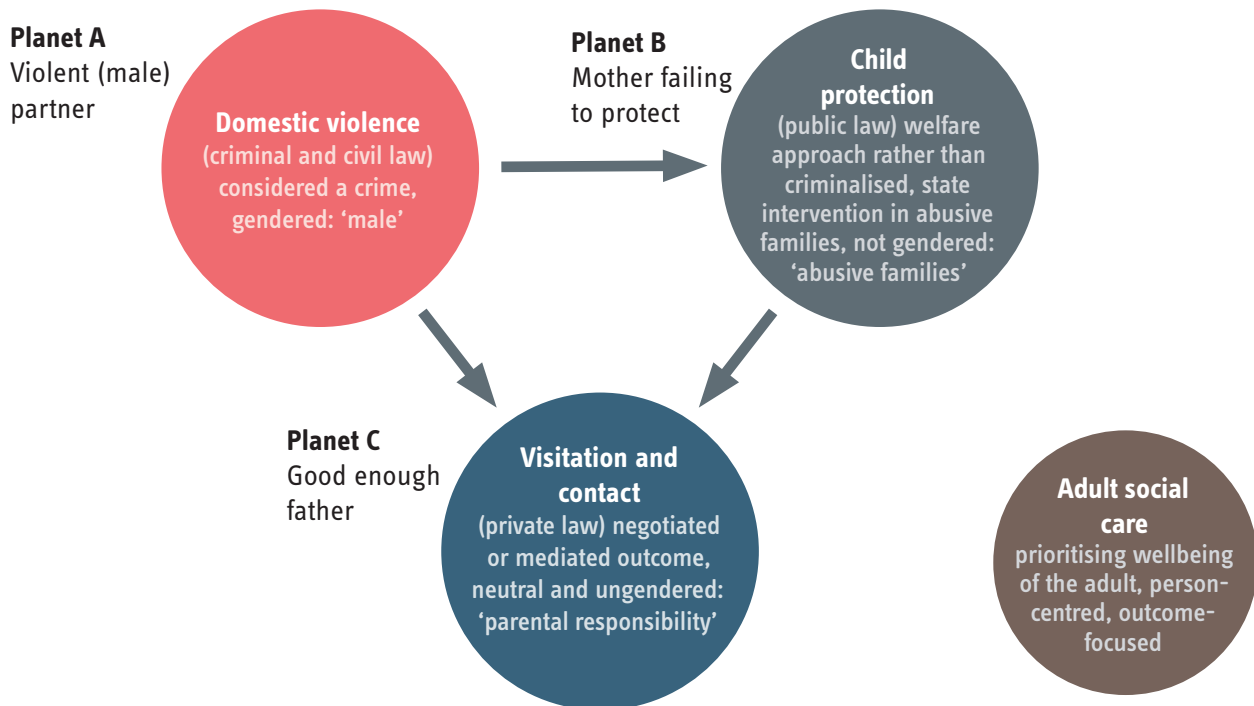 Planet A
Violent (male)
partner
Domestic violence
(criminal and civil law)
considered a crime,
gendered: ‘male’
Planet B
Mother failing
to protect
Child
protection
(public law) welfare
approach rather than
criminalised, state
intervention in abusive
families, not gendered:
‘abusive families’
Planet C
Good enough
father
Visitation and
contact
(private law) negotiated
or mediated outcome,
neutral and ungendered:
‘parental responsibility’
Adult social
care
prioritising wellbeing
of the adult, person-
centred, outcome-
focused